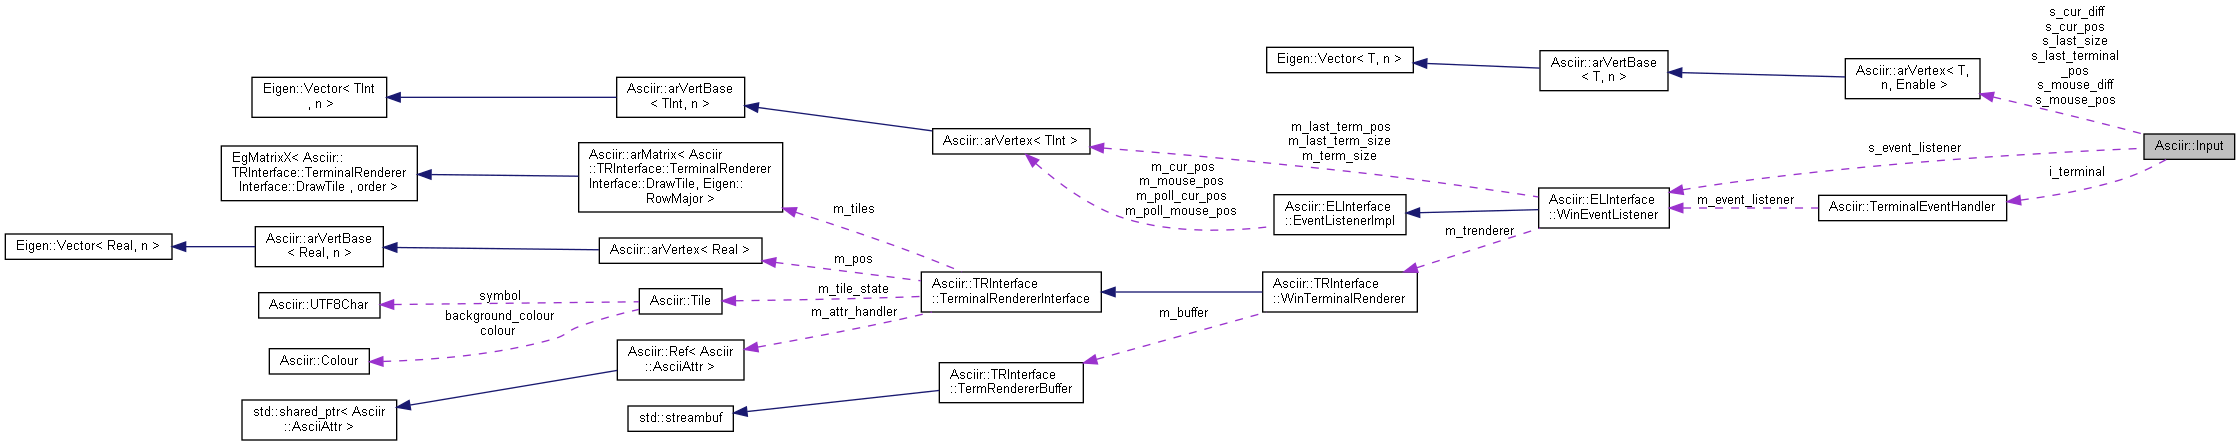 s_cur_diff
s_cur_pos
s_last_size
s_last_terminal
_pos
s_mouse_diff
s_mouse_pos
Eigen::Vector< T, n >
Asciir::arVertBase
< T, n >
Asciir::arVertex< T,
n, Enable >
Eigen::Vector< TInt
, n >
Asciir::arVertBase
< TInt, n >
Asciir::arVertex< TInt >
m_last_term_pos
m_last_term_size
m_term_size
Asciir::Input
s_event_listener
i_terminal
EgMatrixX< Asciir::
TRInterface::TerminalRenderer
Interface::DrawTile , order >
Asciir::arMatrix< Asciir
::TRInterface::TerminalRenderer
Interface::DrawTile, Eigen::
RowMajor >
m_cur_pos
m_mouse_pos
m_poll_cur_pos
m_poll_mouse_pos
Asciir::ELInterface
::EventListenerImpl
Asciir::ELInterface
::WinEventListener
m_event_listener
Asciir::TerminalEventHandler
m_tiles
m_trenderer
Eigen::Vector< Real, n >
Asciir::arVertBase
< Real, n >
Asciir::arVertex< Real >
m_pos
m_tile_state
m_attr_handler
Asciir::TRInterface
::TerminalRendererInterface
Asciir::TRInterface
::WinTerminalRenderer
Asciir::UTF8Char
symbol
background_colour
colour
Asciir::Tile
m_buffer
Asciir::Colour
Asciir::Ref< Asciir
::AsciiAttr >
Asciir::TRInterface
::TermRendererBuffer
std::shared_ptr< Asciir
::AsciiAttr >
std::streambuf